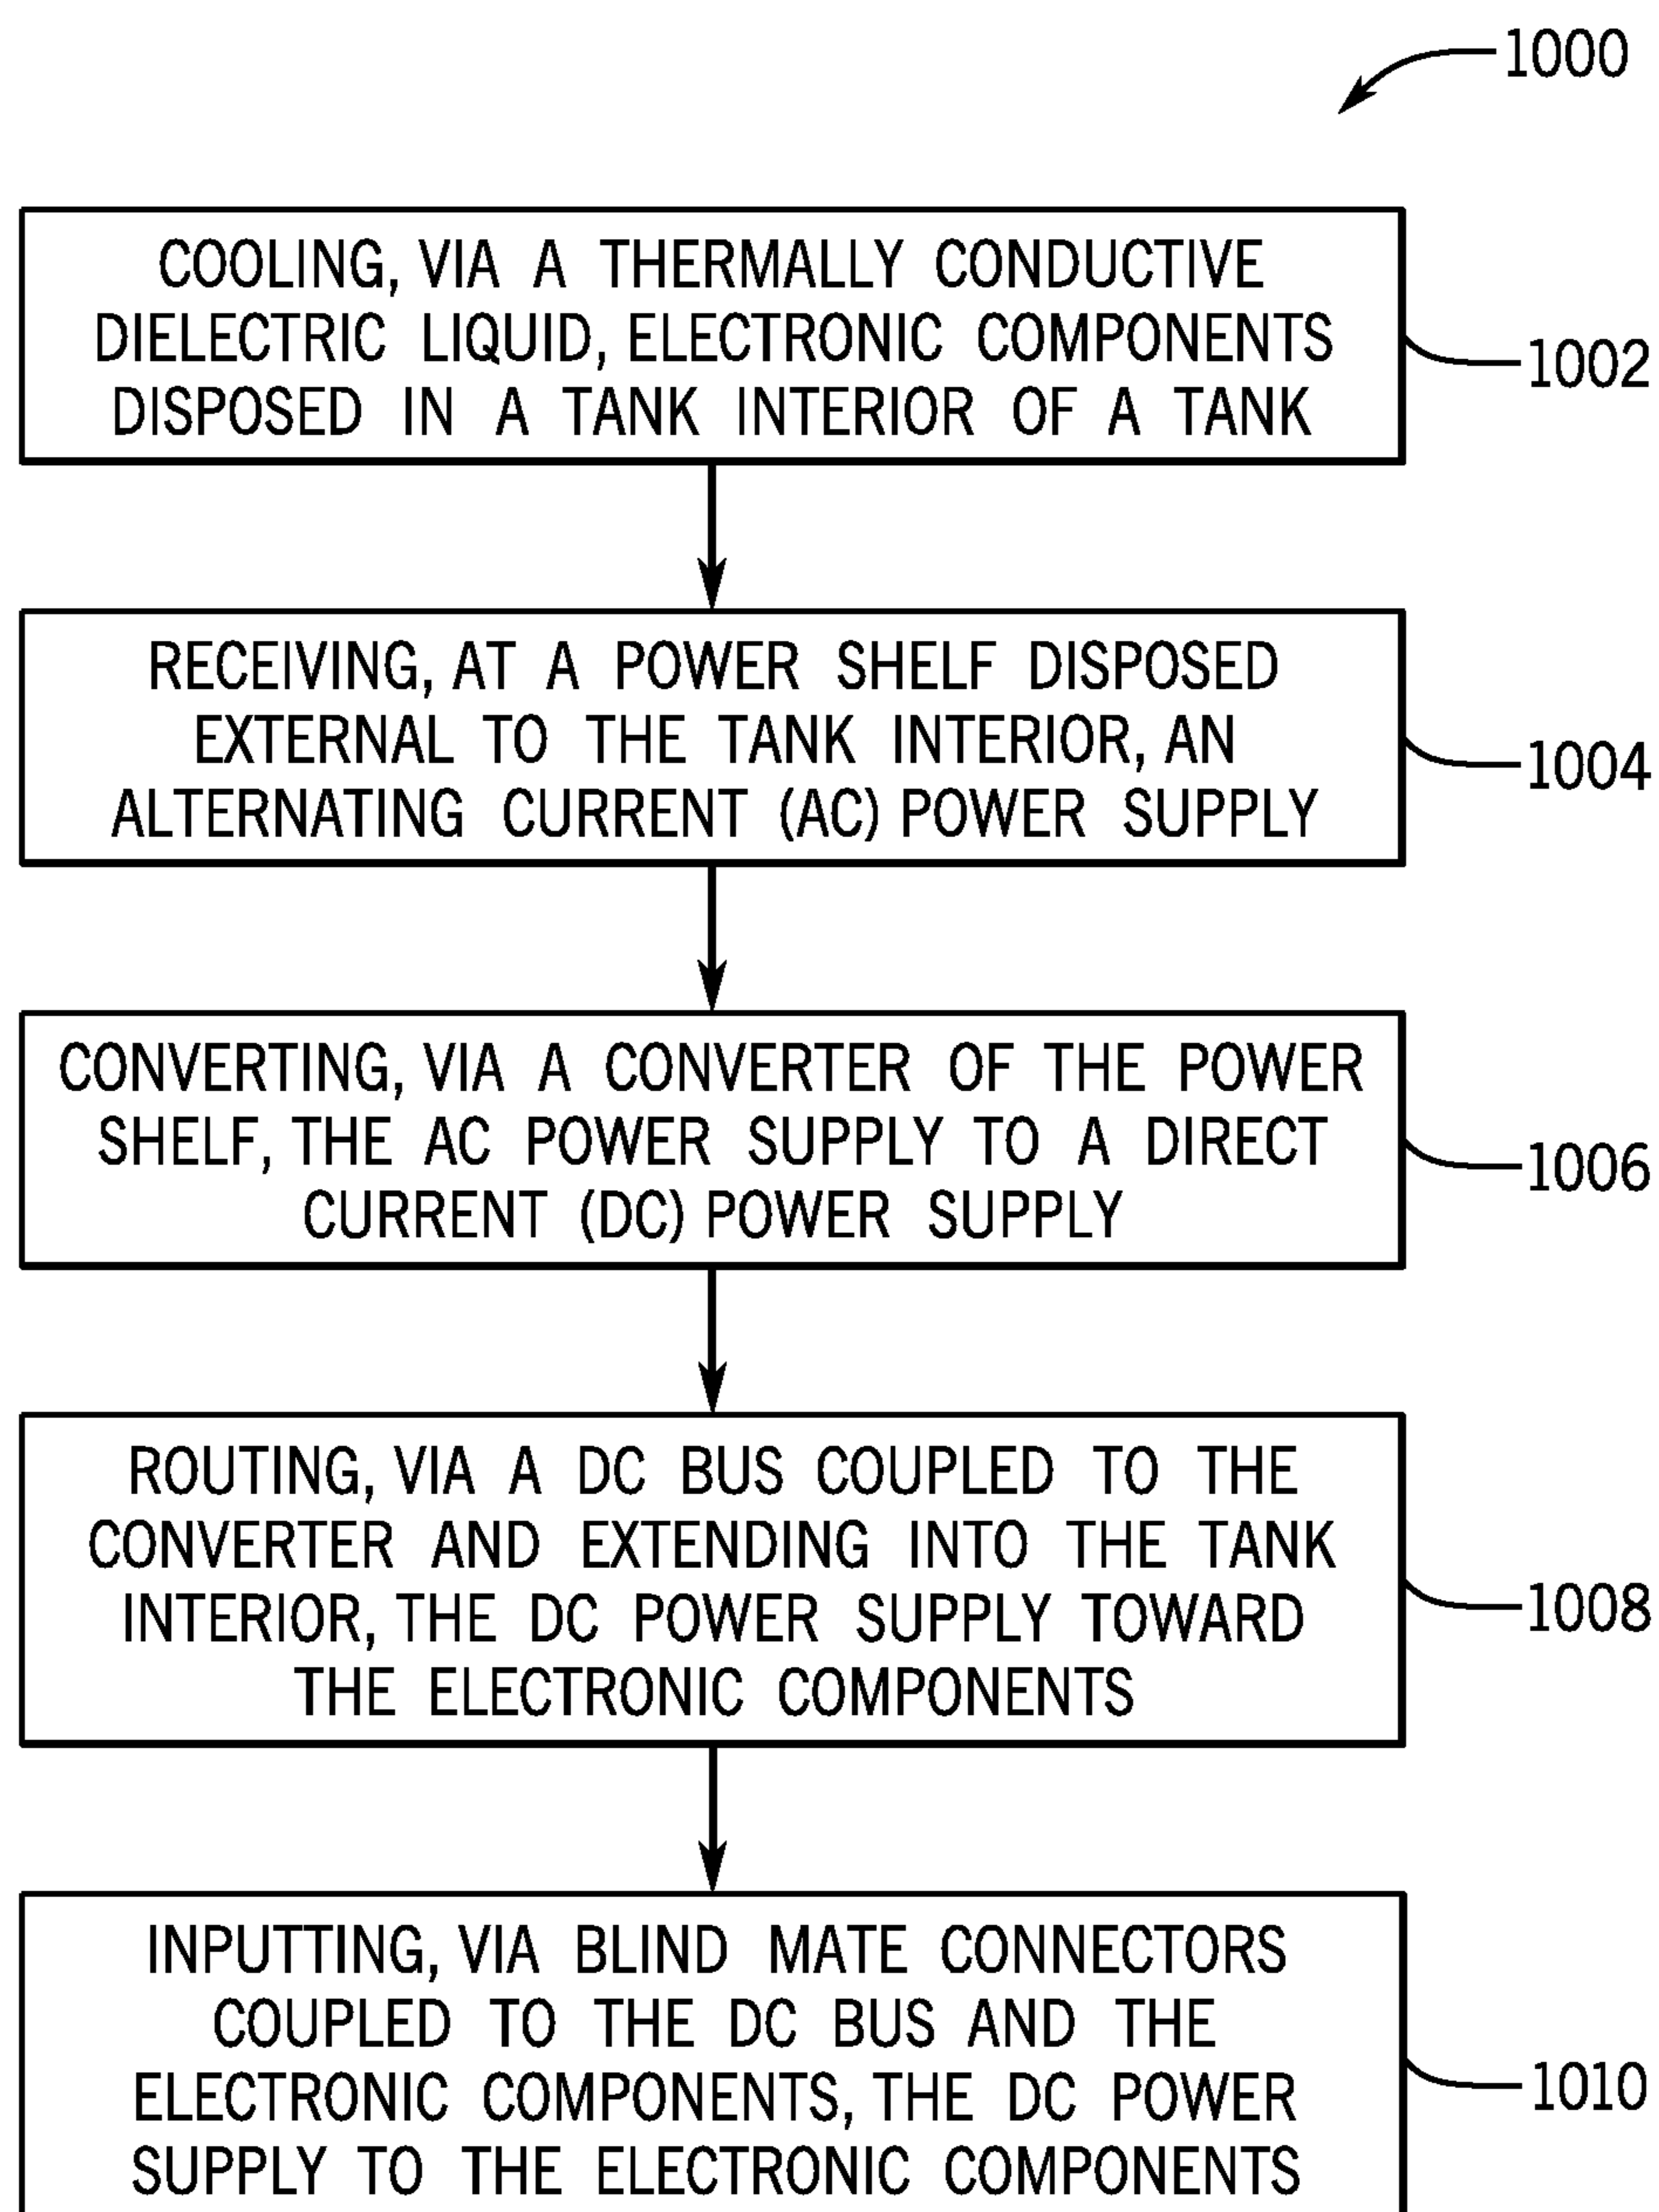 1000
COOLING, VIA A THERMALLY CONDUCTIVE
DIELECTRIC LIQUID, ELECTRONIC COMPONENTS
DISPOSED IN A TANK INTERIOR OF A TANK
1002
RECEIVING, AT A POWER SHELF DISPOSED
EXTERNAL TO THE TANK INTERIOR, AN
ALTERNATING CURRENT (AC) POWER SUPPLY
1004
CONVERTING, VIA A CONVERTER OF THE POWER
SHELF, THE AC POWER SUPPLY TO A DIRECT
CURRENT (DC) POWER SUPPLY
1006
ROUTING, VIA A DC BUS COUPLED TO THE
CONVERTER AND EXTENDING INTO THE TANK
INTERIOR, THE DC POWER SUPPLY TOWARD
THE ELECTRONIC COMPONENTS
1008
INPUTTING, VIA BLIND MATE CONNECTORS
COUPLED TO THE DC BUS AND THE
ELECTRONIC COMPONENTS, THE DC POWER
SUPPLY TO THE ELECTRONIC COMPONENTS
1010